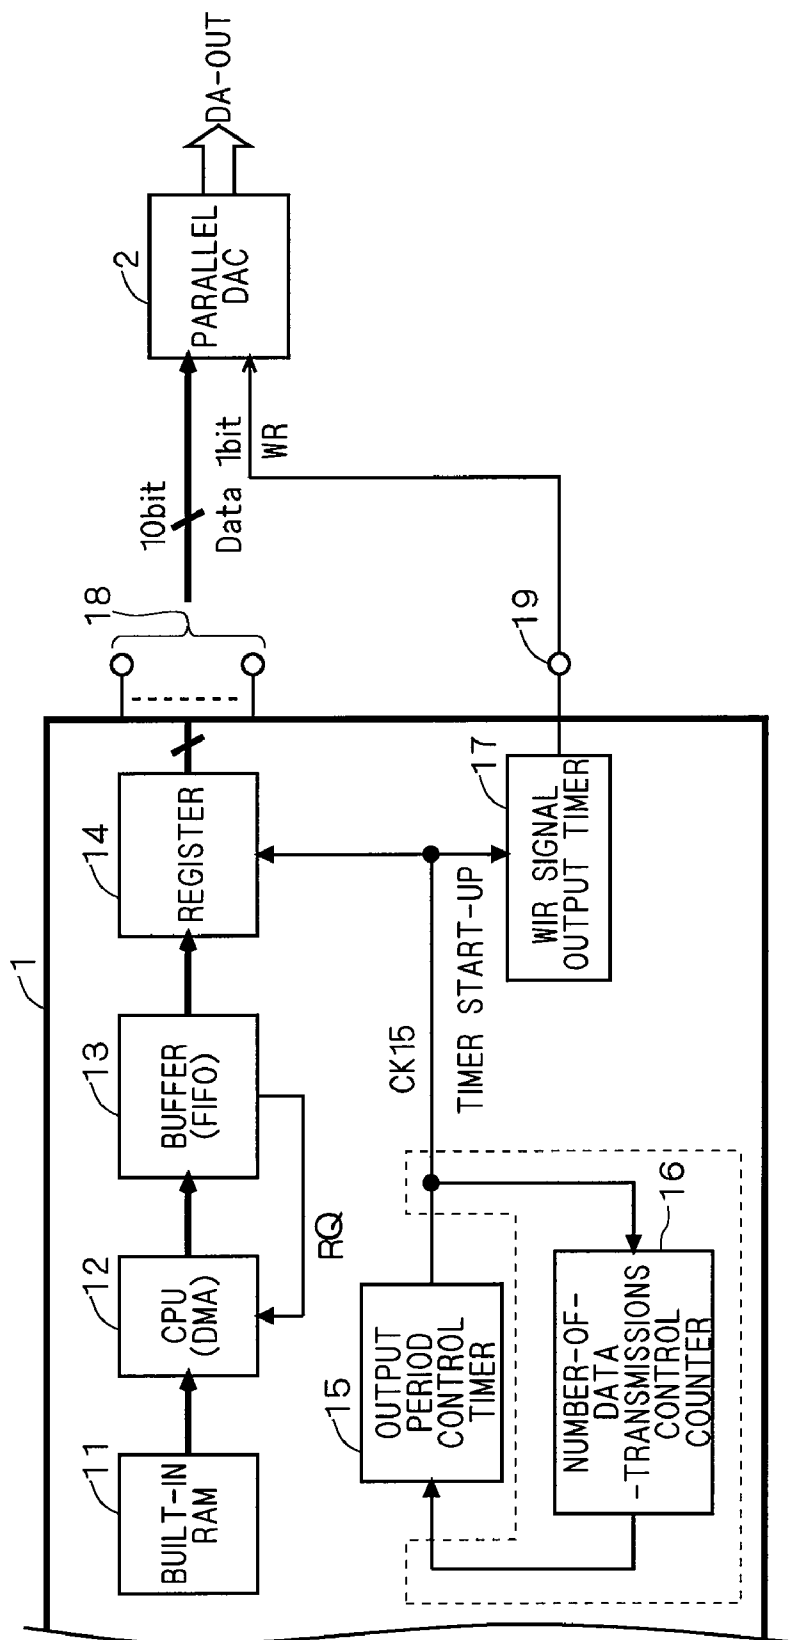 1
11
BUILT-IN
RAM
12
CPU
(DMA)
13
BUFFER
(FIFO)
14
REGISTER
18
10bit
Data
2
PARALLEL
DAC
DA-OUT
RQ
1bit
WR
15
OUTPUT
PERIOD
CONTROL
TIMER
CK15
TIMER START-UP
17
WIR SIGNAL
OUTPUT TIMER
19
16
NUMBER-OF-
DATA
-TRANSMISSIONS
CONTROL
COUNTER